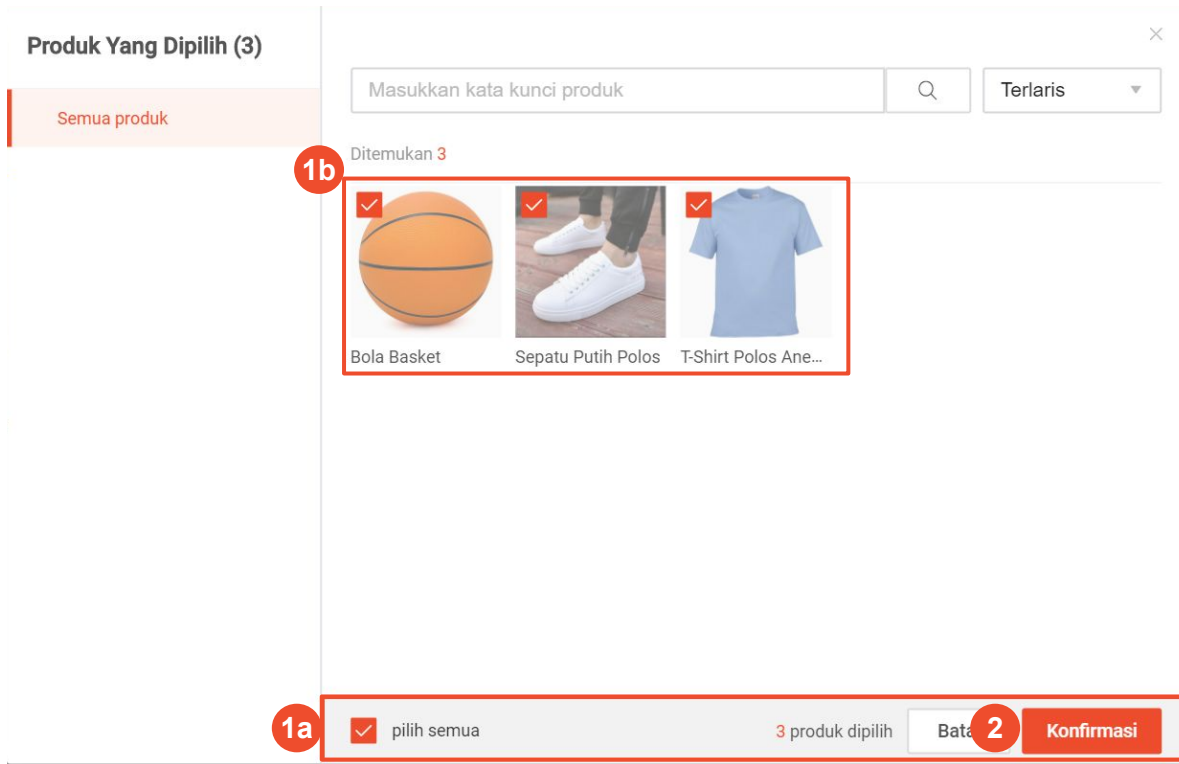 Produk Yang Dipilih (3)
Semua produk
Masukkan kata kunci produk
Terlaris
Ditemukan 3
1b
Bola Basket
Sepatu Putih Polos
T-Shirt Polos Ane...
1a
pilih semua
3 produk dipilih
Bata
2
Konfirmasi